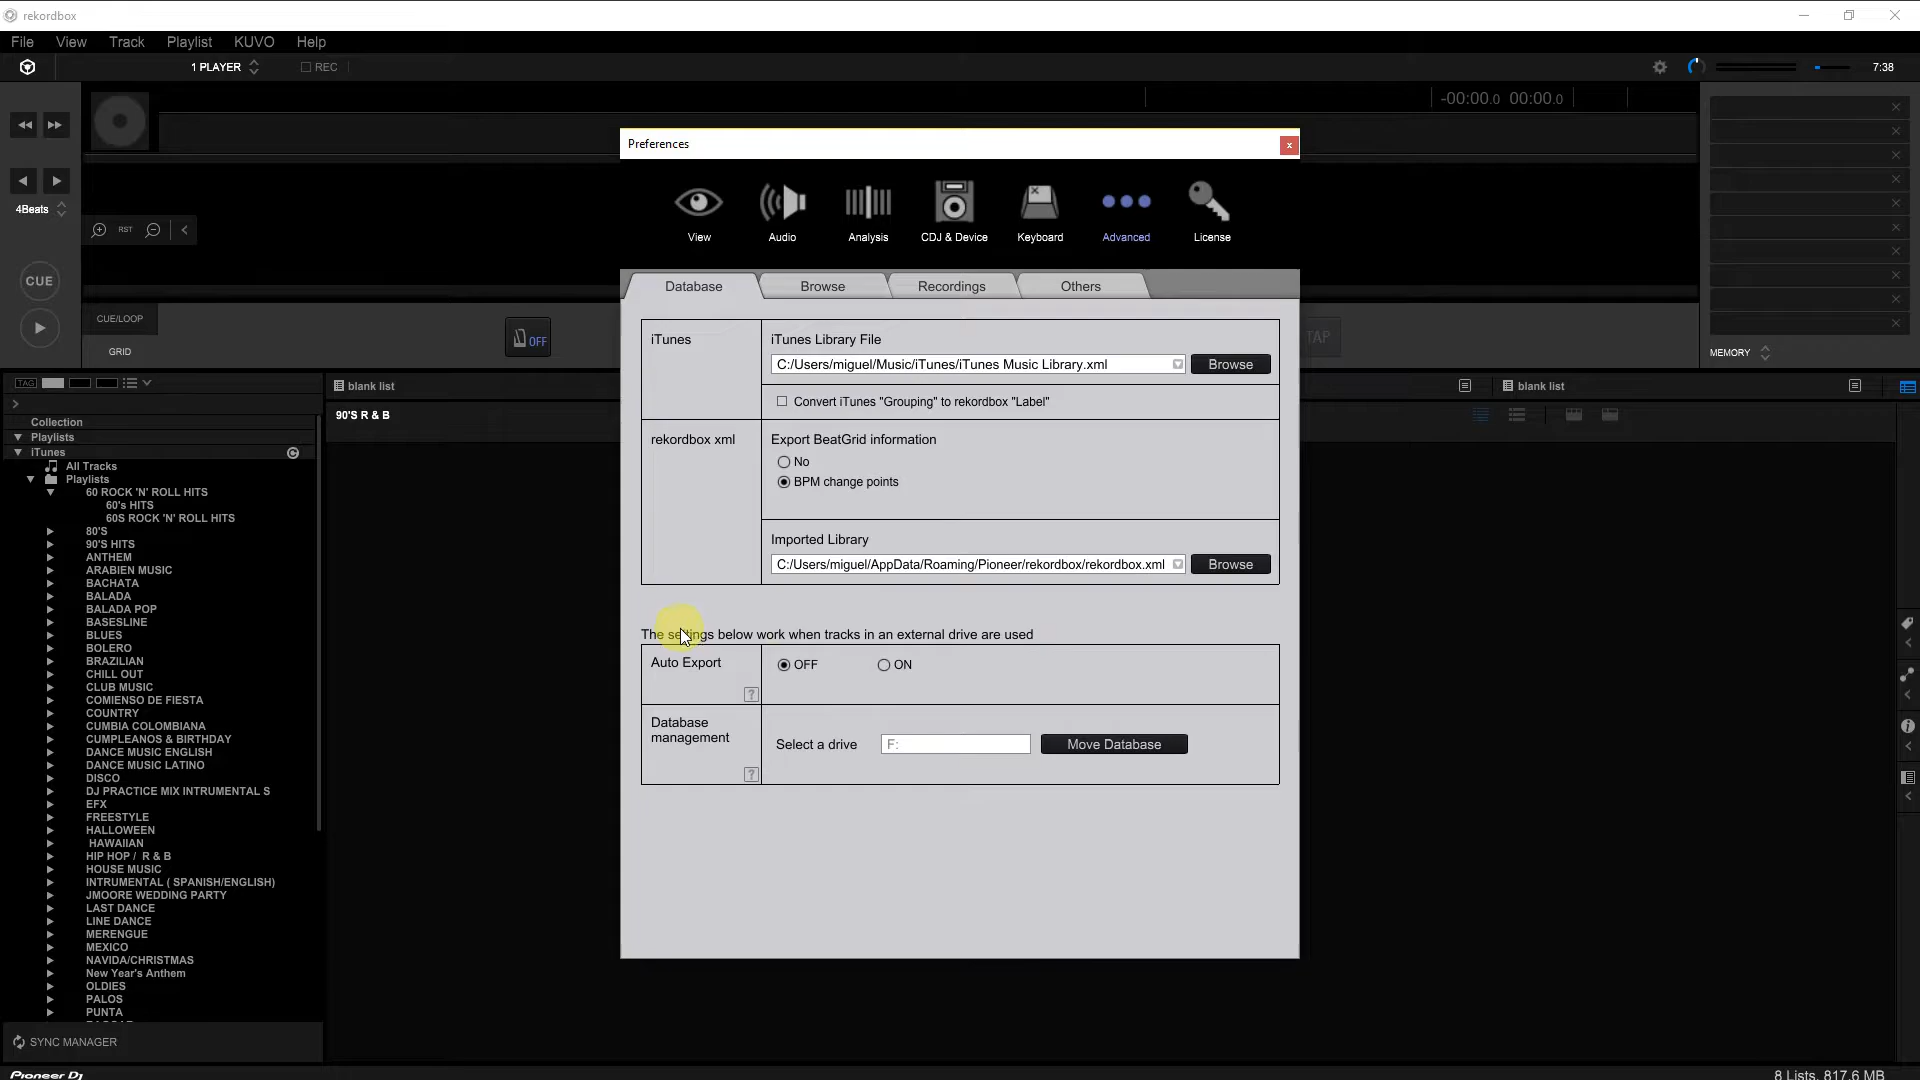 rekordbox
File View Track Playlist KUVO Help
1 PLAYER REC 7:38
-00:00.0 00:00.0
4Beats
RST
CUE
CUE/LOOP
GRID
OFF
TAP
MEMORY
Preferences
x
View Audio Analysis CDJ & Device Keyboard Advanced License
Database Browse Recordings Others
iTunes
iTunes Library File
C:/Users/miguel/Music/iTunes/iTunes Music Library.xml Browse
Convert iTunes "Grouping" to rekordbox "Label"
rekordbox xml
Export BeatGrid information
No
BPM change points
Imported Library
C:/Users/miguel/AppData/Roaming/Pioneer/rekordbox/rekordbox.xml Browse
The settings below work when tracks in an external drive are used
Auto Export
OFF ON
?
Database
management
Select a drive F: Move Database
?
TAG
blank list
blank list
90'S R & B
Collection
Playlists
iTunes
All Tracks
Playlists
60 ROCK 'N' ROLL HITS
60's HITS
60S ROCK 'N' ROLL HITS
80'S
90'S HITS
ANTHEM
ARABIEN MUSIC
BACHATA
BALADA
BALADA POP
BASESLINE
BLUES
BOLERO
BRAZILIAN
CHILL OUT
CLUB MUSIC
COMIENSO DE FIESTA
COUNTRY
CUMBIA COLOMBIANA
CUMPLEANOS & BIRTHDAY
DANCE MUSIC ENGLISH
DANCE MUSIC LATINO
DISCO
DJ PRACTICE MIX INTRUMENTAL S
EFX
FREESTYLE
HALLOWEEN
HAWAIIAN
HIP HOP / R & B
HOUSE MUSIC
INTRUMENTAL ( SPANISH/ENGLISH)
JMOORE WEDDING PARTY
LAST DANCE
LINE DANCE
MERENGUE
MEXICO
NAVIDA/CHRISTMAS
New Year's Anthem
OLDIES
PALOS
PUNTA
SYNC MANAGER
Pioneer Dj
8 Lists, 817.6 MB